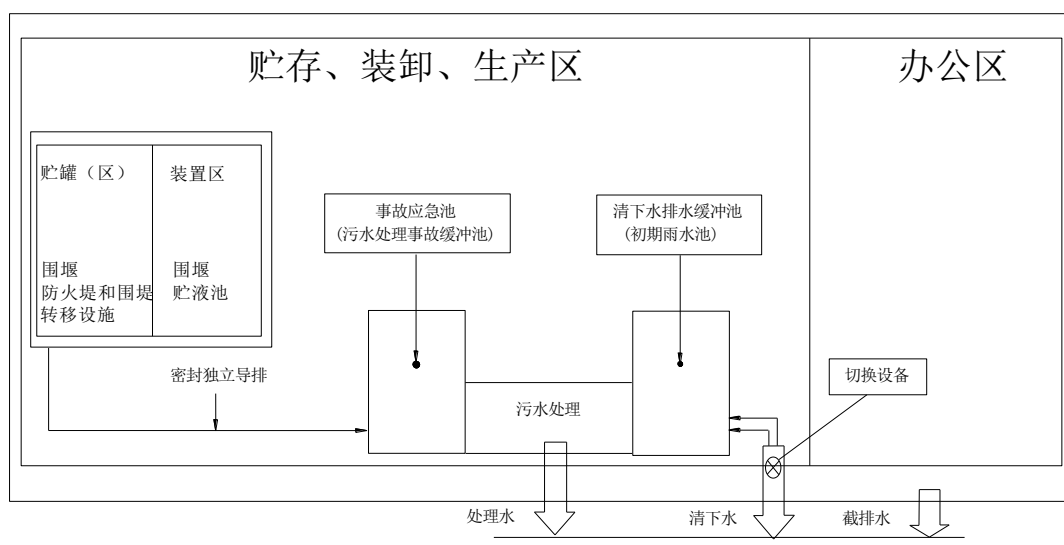 贮存、装卸、生产区
办公区
贮罐（区）
装置区
围堰
防火堤和围堤
转移设施
围堰
贮液池
事故应急池
(污水处理事故缓冲池)
清下水排水缓冲池
(初期雨水池)
密封独立导排
污水处理
切换设备
处理水
清下水
截排水